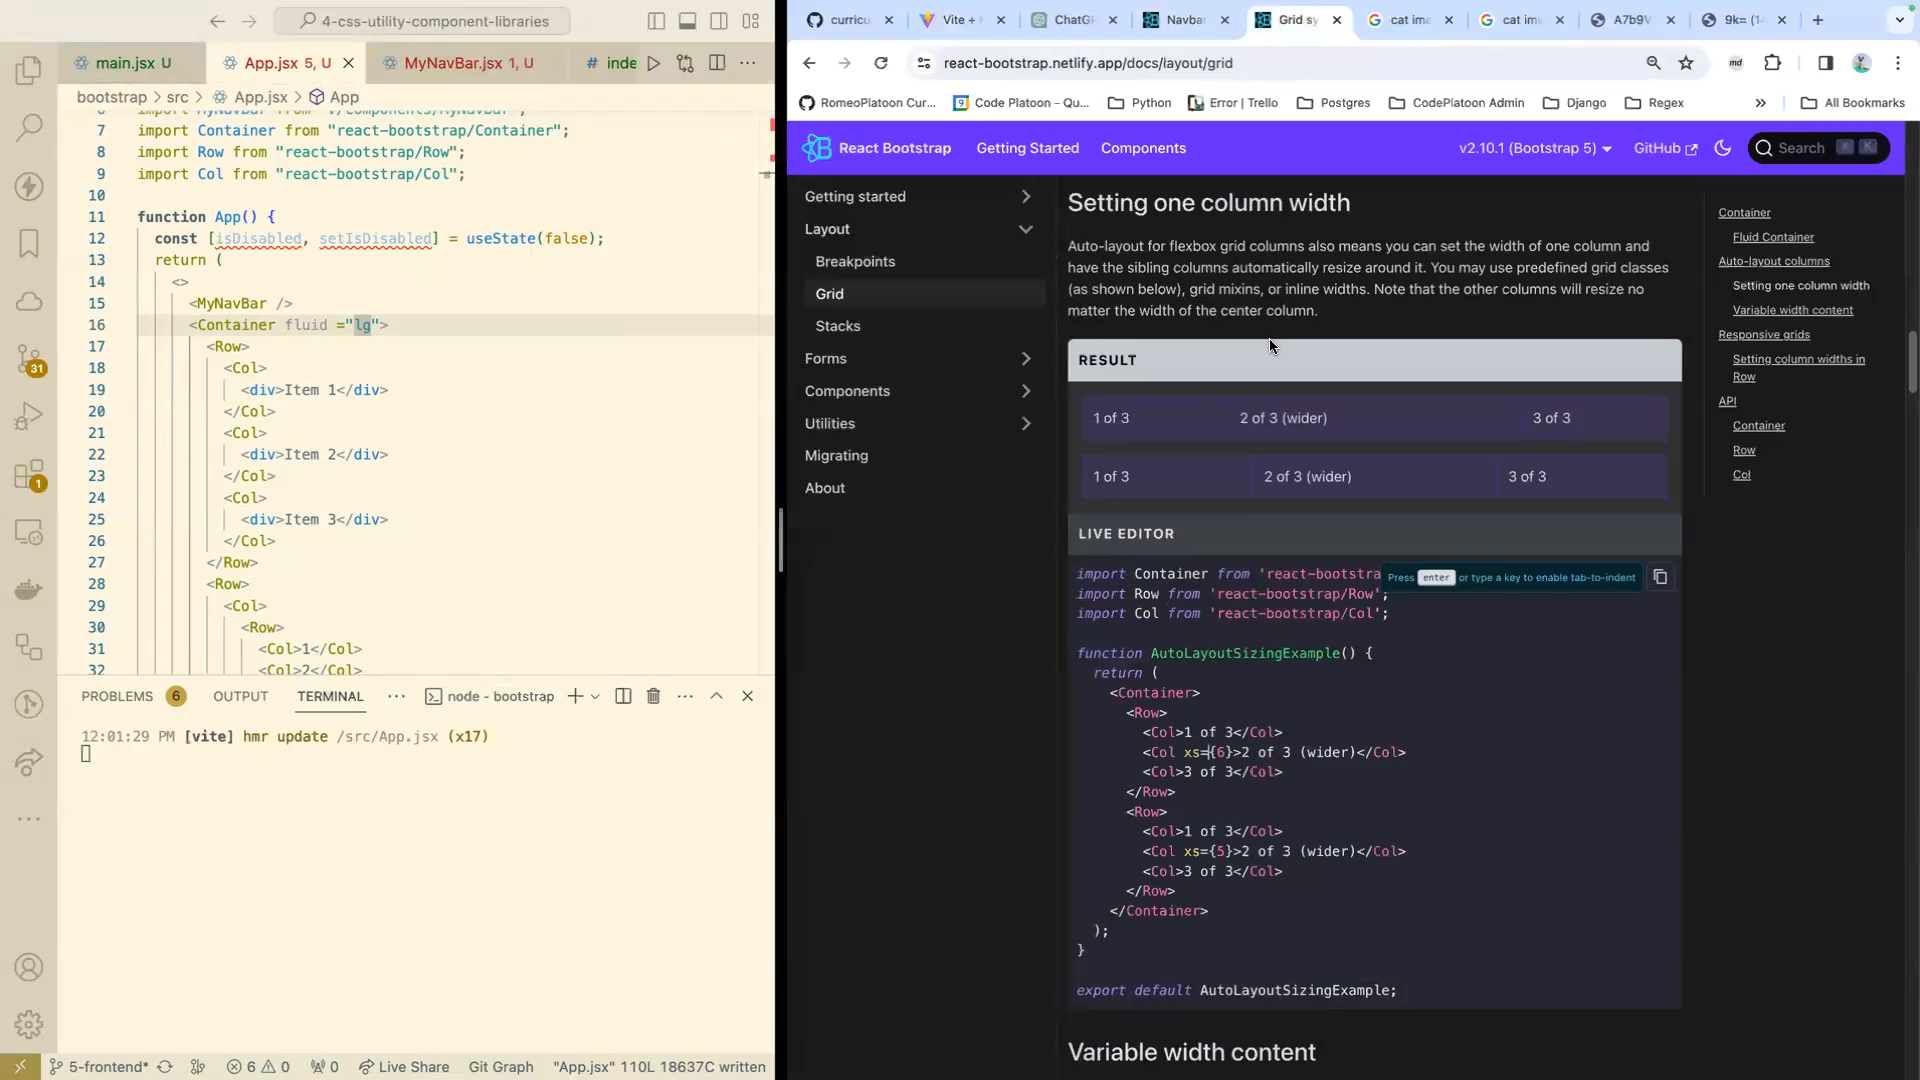 4-css-utility-component-libraries
main.jsx U
App.jsx 5, U
MyNavBar.jsx 1, U
# inde
bootstrap > src > App.jsx > App
7 import Container from "react-bootstrap/Container";
8 import Row from "react-bootstrap/Row";
9 import Col from "react-bootstrap/Col";
10
11 function App() {
12 const [isDisabled, setIsDisabled] = useState(false);
13 return (
14 <>
15 <MyNavBar />
16 <Container fluid ="lg">
17 <Row>
18 <Col>
19 <div>Item 1</div>
20 </Col>
21 <Col>
22 <div>Item 2</div>
23 </Col>
24 <Col>
25 <div>Item 3</div>
26 </Col>
27 </Row>
28 <Row>
29 <Col>
30 <Row>
31 <Col>1</Col>
32 <Col>2</Col>
31
1
PROBLEMS 6 OUTPUT TERMINAL ··· node - bootstrap
12:01:29 PM [vite] hmr update /src/App.jsx (x17)
5-frontend* 6 0 0 Live Share Git Graph "App.jsx" 110L 18637C written
curricu
Vite +
ChatGP
Navbar
Grid sy
cat ima
cat ima
A7b9V
9k= (1
react-bootstrap.netlify.app/docs/layout/grid
RomeoPlatoon Cur...
Code Platoon - Qu...
Python
Error | Trello
Postgres
CodePlatoon Admin
Django
Regex
All Bookmarks
React Bootstrap
Getting Started
Components
v2.10.1 (Bootstrap 5)
GitHub
Search ⌘ K
Getting started
Layout
Breakpoints
Grid
Stacks
Forms
Components
Utilities
Migrating
About
Setting one column width
Auto-layout for flexbox grid columns also means you can set the width of one column and
have the sibling columns automatically resize around it. You may use predefined grid classes
(as shown below), grid mixins, or inline widths. Note that the other columns will resize no
matter the width of the center column.
RESULT
1 of 3 2 of 3 (wider) 3 of 3
1 of 3 2 of 3 (wider) 3 of 3
LIVE EDITOR
Press enter or type a key to enable tab-to-indent
import Container from 'react-bootstra
import Row from 'react-bootstrap/Row';
import Col from 'react-bootstrap/Col';
function AutoLayoutSizingExample() {
return (
<Container>
<Row>
<Col>1 of 3</Col>
<Col xs={6}>2 of 3 (wider)</Col>
<Col>3 of 3</Col>
</Row>
<Row>
<Col>1 of 3</Col>
<Col xs={5}>2 of 3 (wider)</Col>
<Col>3 of 3</Col>
</Row>
</Container>
);
}
export default AutoLayoutSizingExample;
Variable width content
Container
Fluid Container
Auto-layout columns
Setting one column width
Variable width content
Responsive grids
Setting column widths in
Row
API
Container
Row
Col